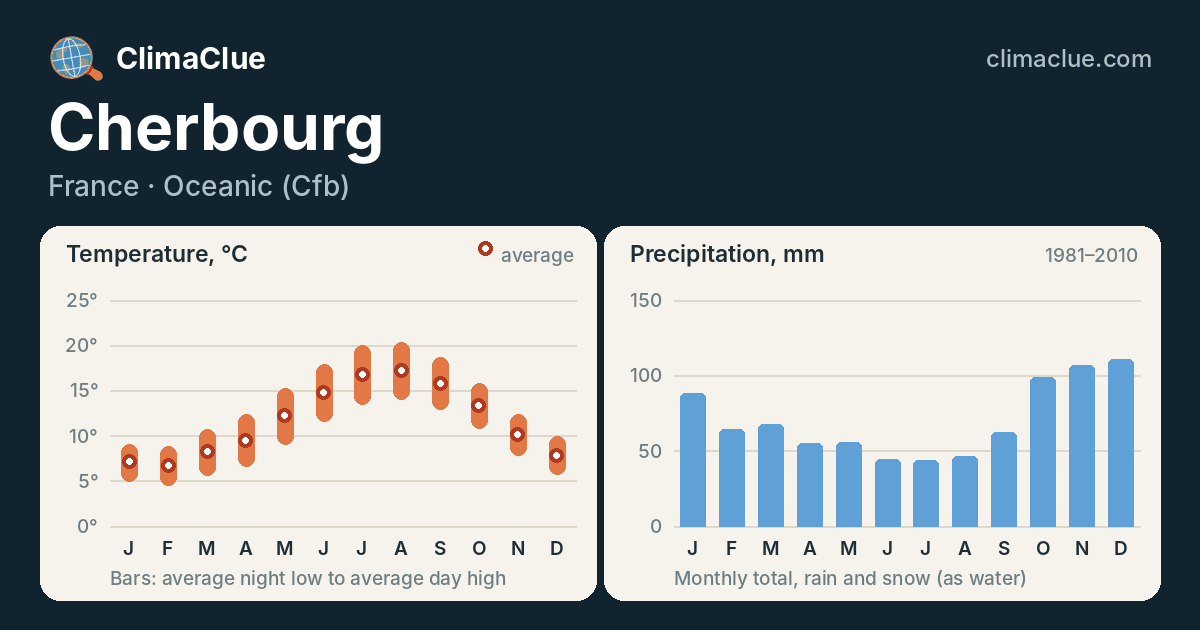 ClimaClue
climaclue.com
Cherbourg
France · Oceanic (Cfb)
Temperature, °C
average
25°
20°
15°
10°
5°
0°
J F M A M J J A S O N D
Bars: average night low to average day high
Precipitation, mm
1981–2010
150
100
50
0
J F M A M J J A S O N D
Monthly total, rain and snow (as water)